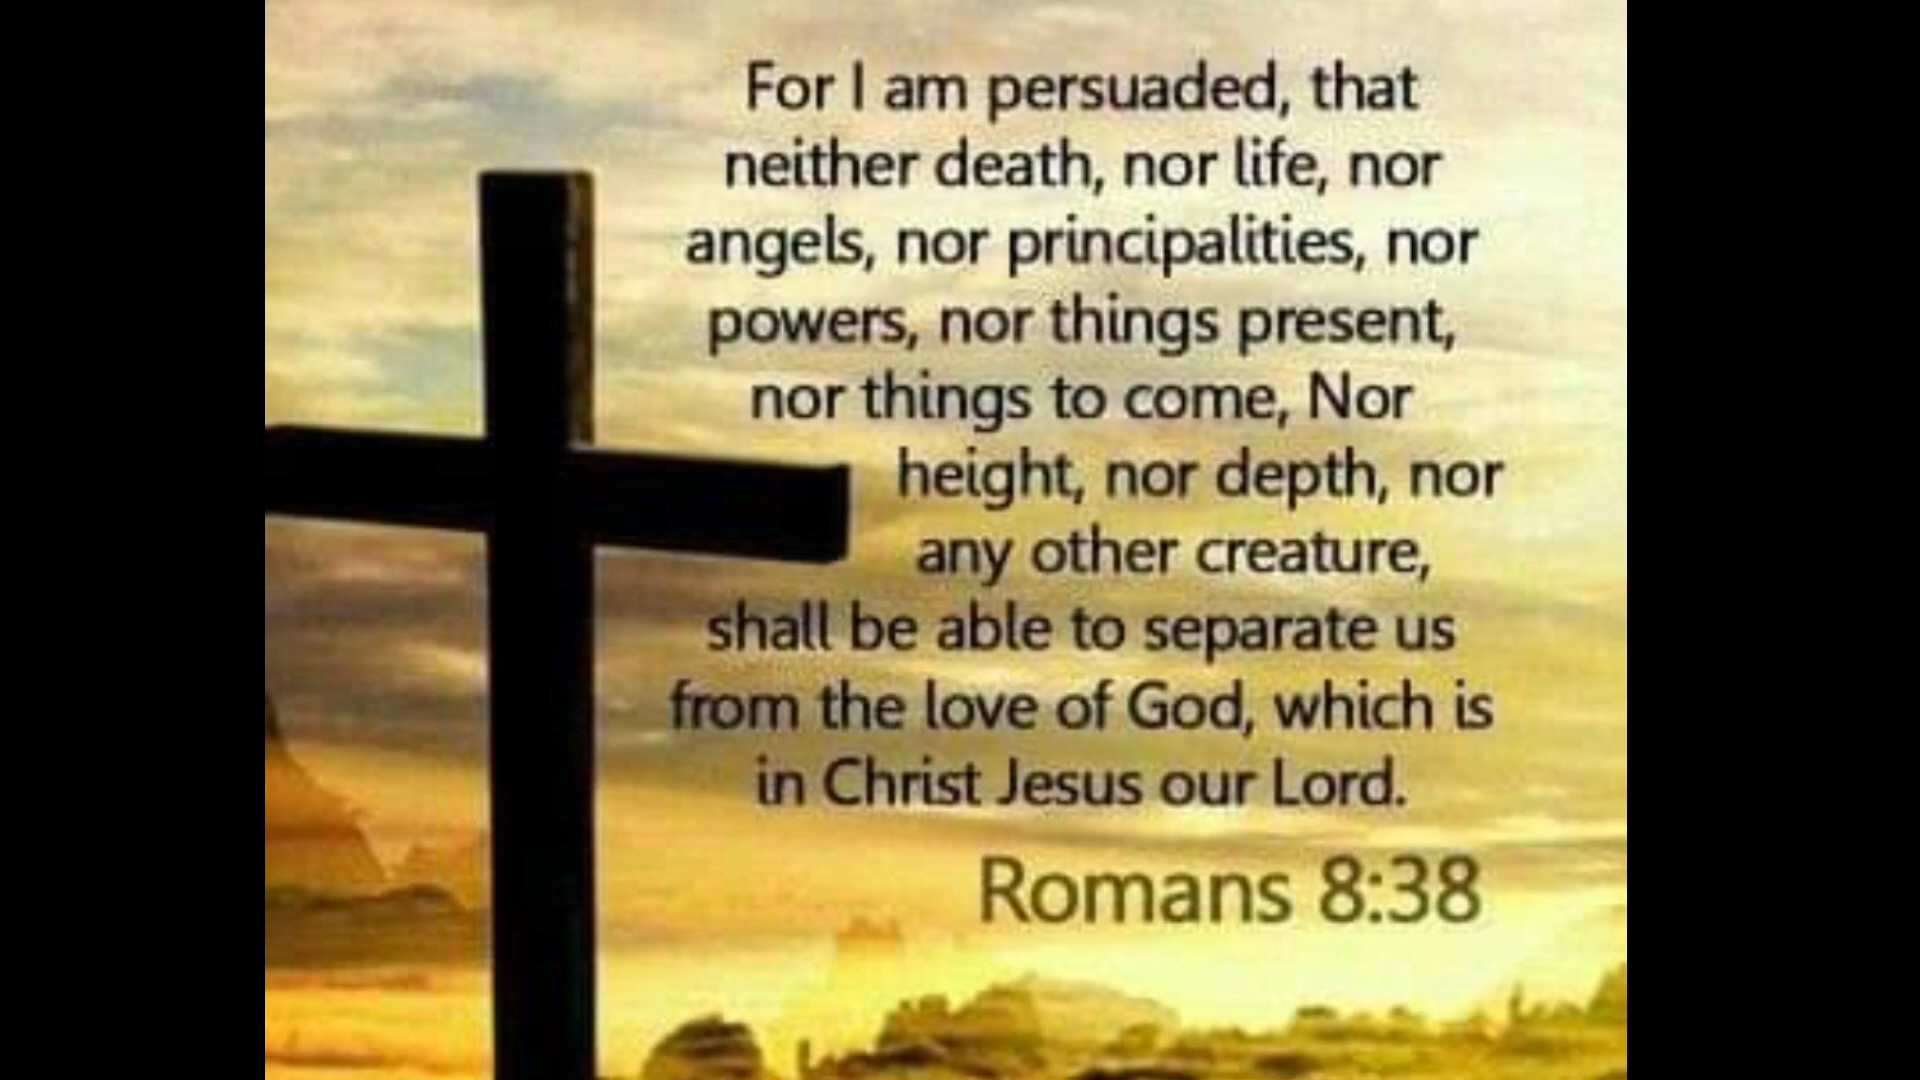 For I am persuaded, that
neither death, nor life, nor
angels, nor principalities, nor
powers, nor things present,
nor things to come, Nor
height, nor depth, nor
any other creature,
shall be able to separate us
from the love of God, which is
in Christ Jesus our Lord.
Romans 8:38